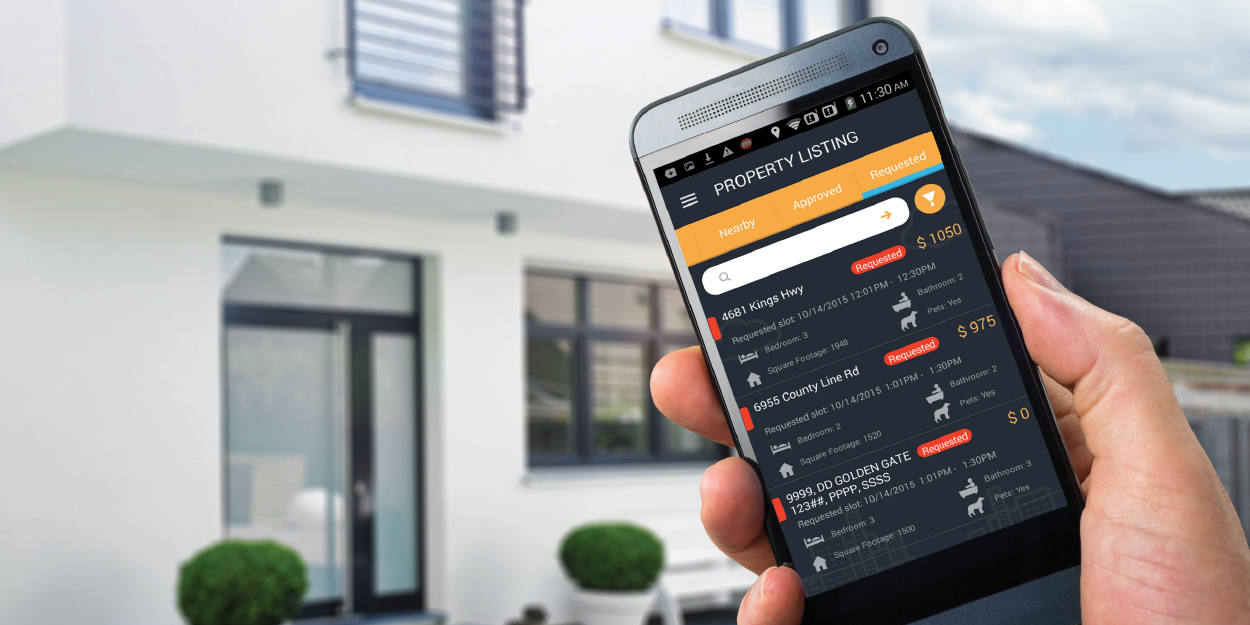 11:30 AM
PROPERTY LISTING
Nearby Approved Requested
4681 Kings Hwy Requested $ 1050
Requested slot: 10/14/2015 12:01PM - 12:30PM
Bedroom: 3 Bathroom: 2
Square Footage: 1948 Pets: Yes
6955 County Line Rd Requested $ 975
Requested slot: 10/14/2015 1:01PM - 1:30PM
Bedroom: 2 Bathroom: 2
Square Footage: 1520 Pets: Yes
9999, DD GOLDEN GATE Requested $ 0
123##, PPPP, SSSS
Requested slot: 10/14/2015 1:01PM - 1:30PM
Bedroom: 3 Bathroom: 3
Square Footage: 1500 Pets: Yes